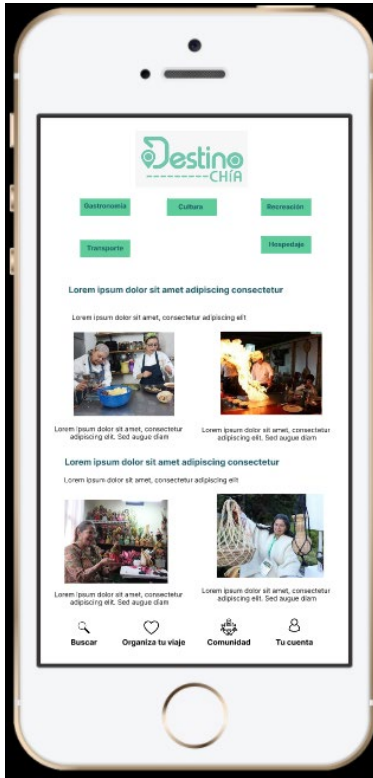 Destino
CHÍA
Gastronomía Cultura Recreación
Transporte Hospedaje
Lorem ipsum dolor sit amet adipiscing consectetur
Lorem ipsum dolor sit amet, consectetur adipiscing elit
Lorem ipsum dolor sit amet, consectetur
adipiscing elit. Sed augue diam
Lorem ipsum dolor sit amet, consectetur
adipiscing elit. Sed augue diam
Lorem ipsum dolor sit amet adipiscing consectetur
Lorem ipsum dolor sit amet, consectetur adipiscing elit
Lorem ipsum dolor sit amet, consectetur
adipiscing elit. Sed augue diam
Lorem ipsum dolor sit amet, consectetur
adipiscing elit. Sed augue diam
Buscar Organiza tu viaje Comunidad Tu cuenta